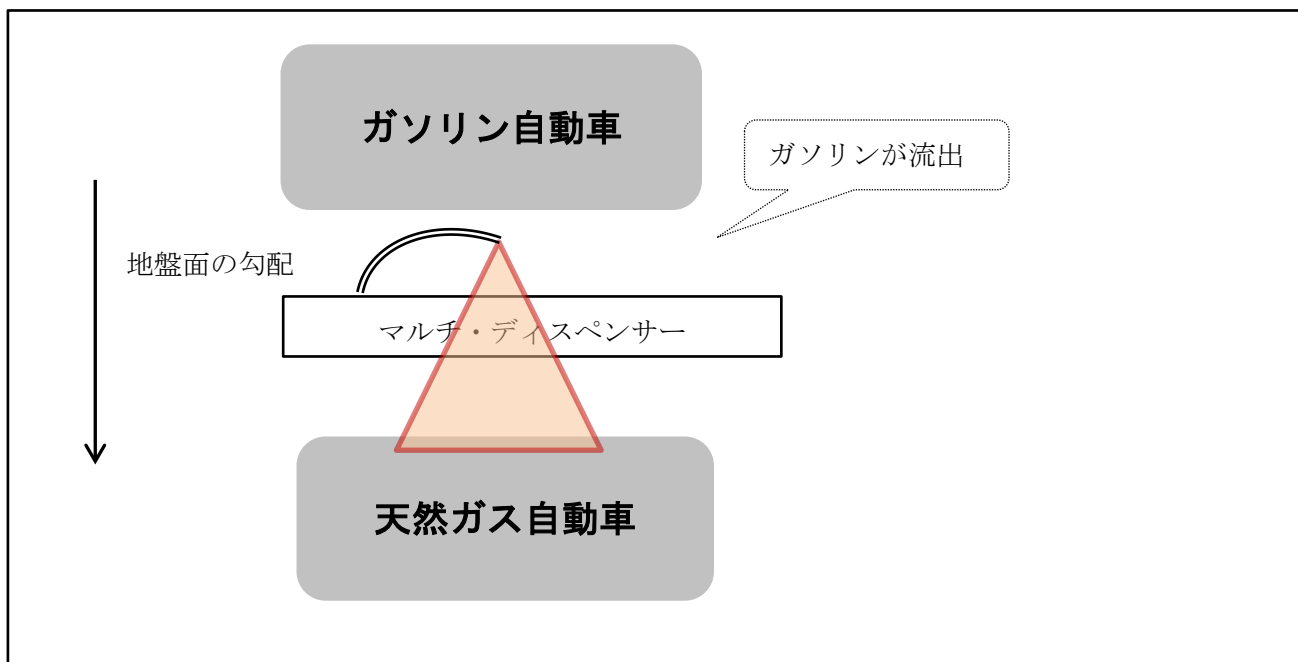 ガソリン自動車
ガソリンが流出
地盤面の勾配
マルチ・ディスペンサー
天然ガス自動車